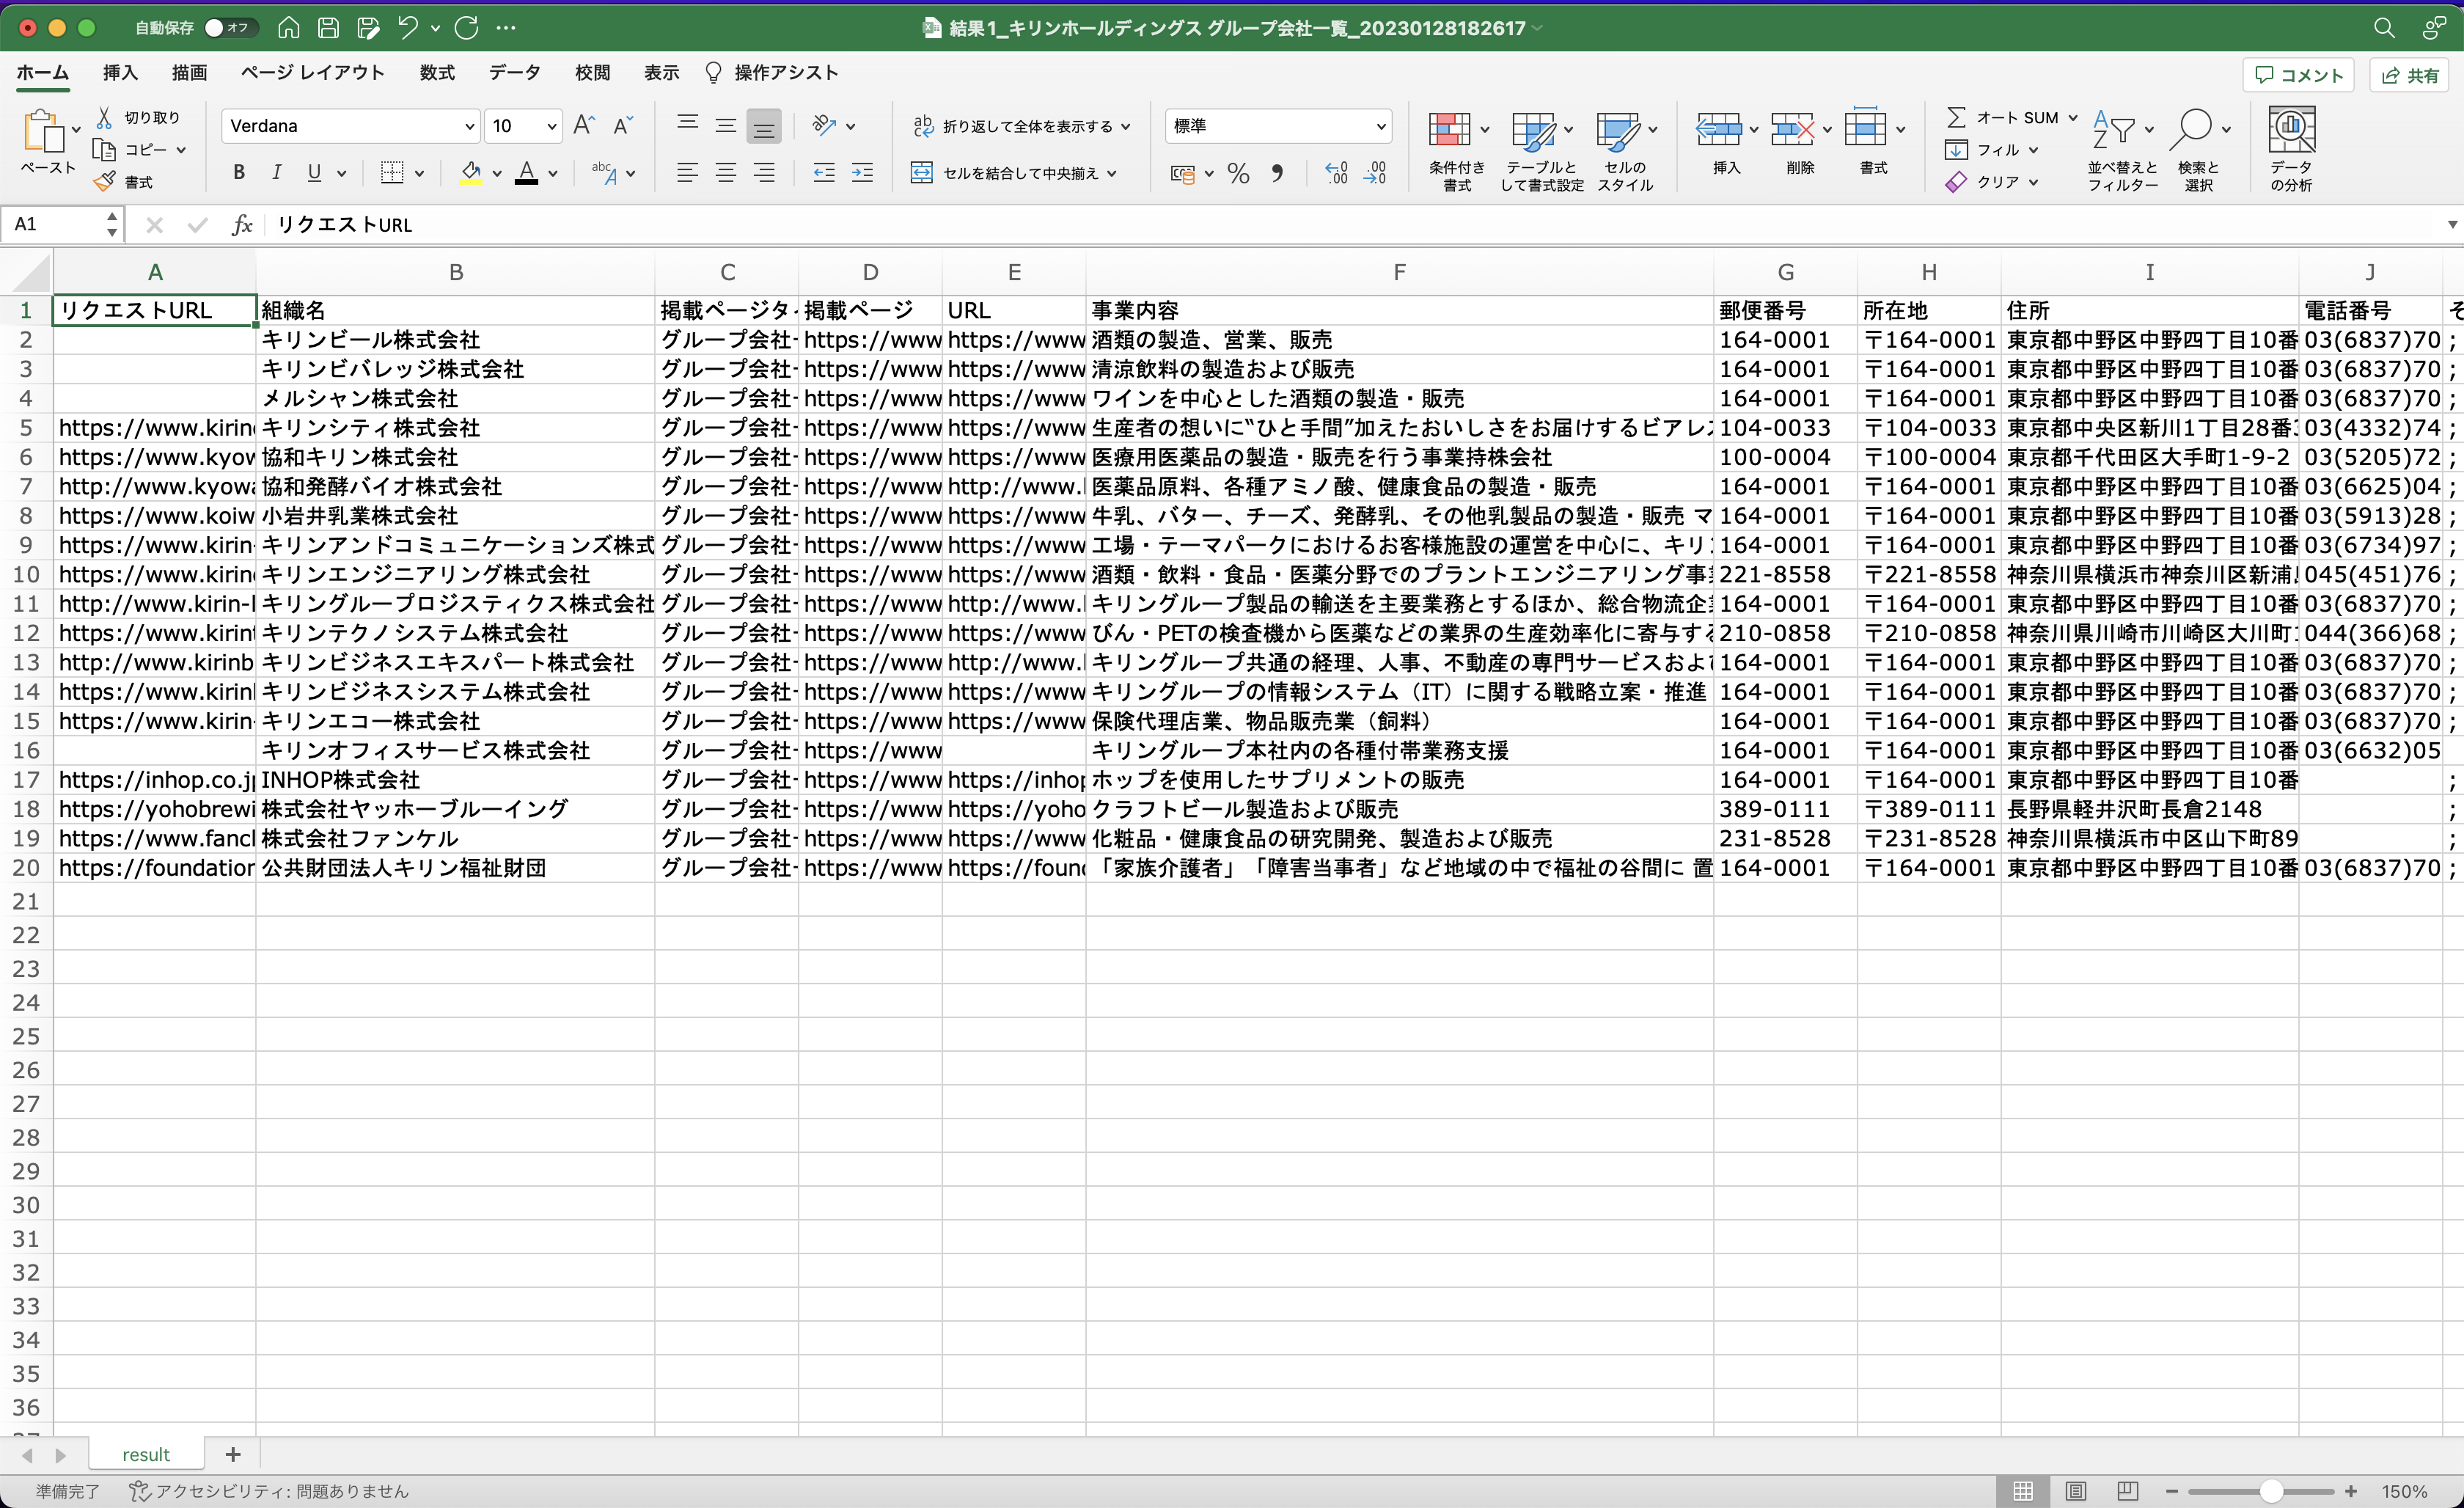 自動保存 オフ 結果1_キリンホールディングス グループ会社一覧_20230128182617
ホーム 挿入 描画 ページ レイアウト 数式 データ 校閲 表示 操作アシスト コメント 共有
ペースト 切り取り コピー 書式 Verdana 10 折り返して全体を表示する セルを結合して中央揃え 標準 条件付き書式 テーブルとして書式設定 セルのスタイル 挿入 削除 書式 オート SUM フィル クリア 並べ替えとフィルター 検索と選択 データの分析
A1 fx リクエストURL
A B C D E F G H I J
1 リクエストURL 組織名 掲載ページタ 掲載ページ URL 事業内容 郵便番号 所在地 住所 電話番号 そ
2 キリンビール株式会社 グループ会社 https://www https://www 酒類の製造、営業、販売 164-0001 〒164-0001 東京都中野区中野四丁目10番 03(6837)70 ;
3 キリンビバレッジ株式会社 グループ会社 https://www https://www 清涼飲料の製造および販売 164-0001 〒164-0001 東京都中野区中野四丁目10番 03(6837)70 ;
4 メルシャン株式会社 グループ会社 https://www https://www ワインを中心とした酒類の製造・販売 164-0001 〒164-0001 東京都中野区中野四丁目10番 03(6837)70 ;
5 https://www.kirin キリンシティ株式会社 グループ会社 https://www https://www 生産者の想いに“ひと手間”加えたおいしさをお届けするビアレス 104-0033 〒104-0033 東京都中央区新川1丁目28番 03(4332)74 ;
6 https://www.kyow 協和キリン株式会社 グループ会社 https://www https://www 医療用医薬品の製造・販売を行う事業持株会社 100-0004 〒100-0004 東京都千代田区大手町1-9-2 03(5205)72 ;
7 http://www.kyowa 協和発酵バイオ株式会社 グループ会社 https://www http://www. 医薬品原料、各種アミノ酸、健康食品の製造・販売 164-0001 〒164-0001 東京都中野区中野四丁目10番 03(6625)04 ;
8 https://www.koiw 小岩井乳業株式会社 グループ会社 https://www https://www 牛乳、バター、チーズ、発酵乳、その他乳製品の製造・販売 マ 164-0001 〒164-0001 東京都中野区中野四丁目10番 03(5913)28 ;
9 https://www.kirin- キリンアンドコミュニケーションズ株式 グループ会社 https://www https://www 工場・テーマパークにおけるお客様施設の運営を中心に、キリン 164-0001 〒164-0001 東京都中野区中野四丁目10番 03(6734)97 ;
10 https://www.kirin キリンエンジニアリング株式会社 グループ会社 https://www https://www 酒類・飲料・食品・医薬分野でのプラントエンジニアリング事業 221-8558 〒221-8558 神奈川県横浜市神奈川区新浦 045(451)76 ;
11 http://www.kirin-l キリングループロジスティクス株式会社 グループ会社 https://www http://www. キリングループ製品の輸送を主要業務とするほか、総合物流企業 164-0001 〒164-0001 東京都中野区中野四丁目10番 03(6837)70 ;
12 https://www.kirint キリンテクノシステム株式会社 グループ会社 https://www https://www びん・PETの検査機から医薬などの業界の生産効率化に寄与する 210-0858 〒210-0858 神奈川県川崎市川崎区大川町 044(366)68 ;
13 http://www.kirinb キリンビジネスエキスパート株式会社 グループ会社 https://www http://www. キリングループ共通の経理、人事、不動産の専門サービスおよび 164-0001 〒164-0001 東京都中野区中野四丁目10番 03(6837)70 ;
14 https://www.kirinl キリンビジネスシステム株式会社 グループ会社 https://www https://www キリングループの情報システム（IT）に関する戦略立案・推進 164-0001 〒164-0001 東京都中野区中野四丁目10番 03(6837)70 ;
15 https://www.kirin- キリンエコー株式会社 グループ会社 https://www https://www 保険代理店業、物品販売業（飼料） 164-0001 〒164-0001 東京都中野区中野四丁目10番 03(6837)70 ;
16 キリンオフィスサービス株式会社 グループ会社 https://www キリングループ本社内の各種付帯業務支援 164-0001 〒164-0001 東京都中野区中野四丁目10番 03(6632)05
17 https://inhop.co.jp INHOP株式会社 グループ会社 https://www https://inhop ホップを使用したサプリメントの販売 164-0001 〒164-0001 東京都中野区中野四丁目10番 ;
18 https://yohobrewi 株式会社ヤッホーブルーイング グループ会社 https://www https://yoho クラフトビール製造および販売 389-0111 〒389-0111 長野県軽井沢町長倉2148 ;
19 https://www.fancl 株式会社ファンケル グループ会社 https://www https://www 化粧品・健康食品の研究開発、製造および販売 231-8528 〒231-8528 神奈川県横浜市中区山下町89 ;
20 https://foundation 公共財団法人キリン福祉財団 グループ会社 https://www https://found 「家族介護者」「障害当事者」など地域の中で福祉の谷間に 置 164-0001 〒164-0001 東京都中野区中野四丁目10番 03(6837)70 ;
21
22
23
24
25
26
27
28
29
30
31
32
33
34
35
36
result +
準備完了 アクセシビリティ: 問題ありません 150%